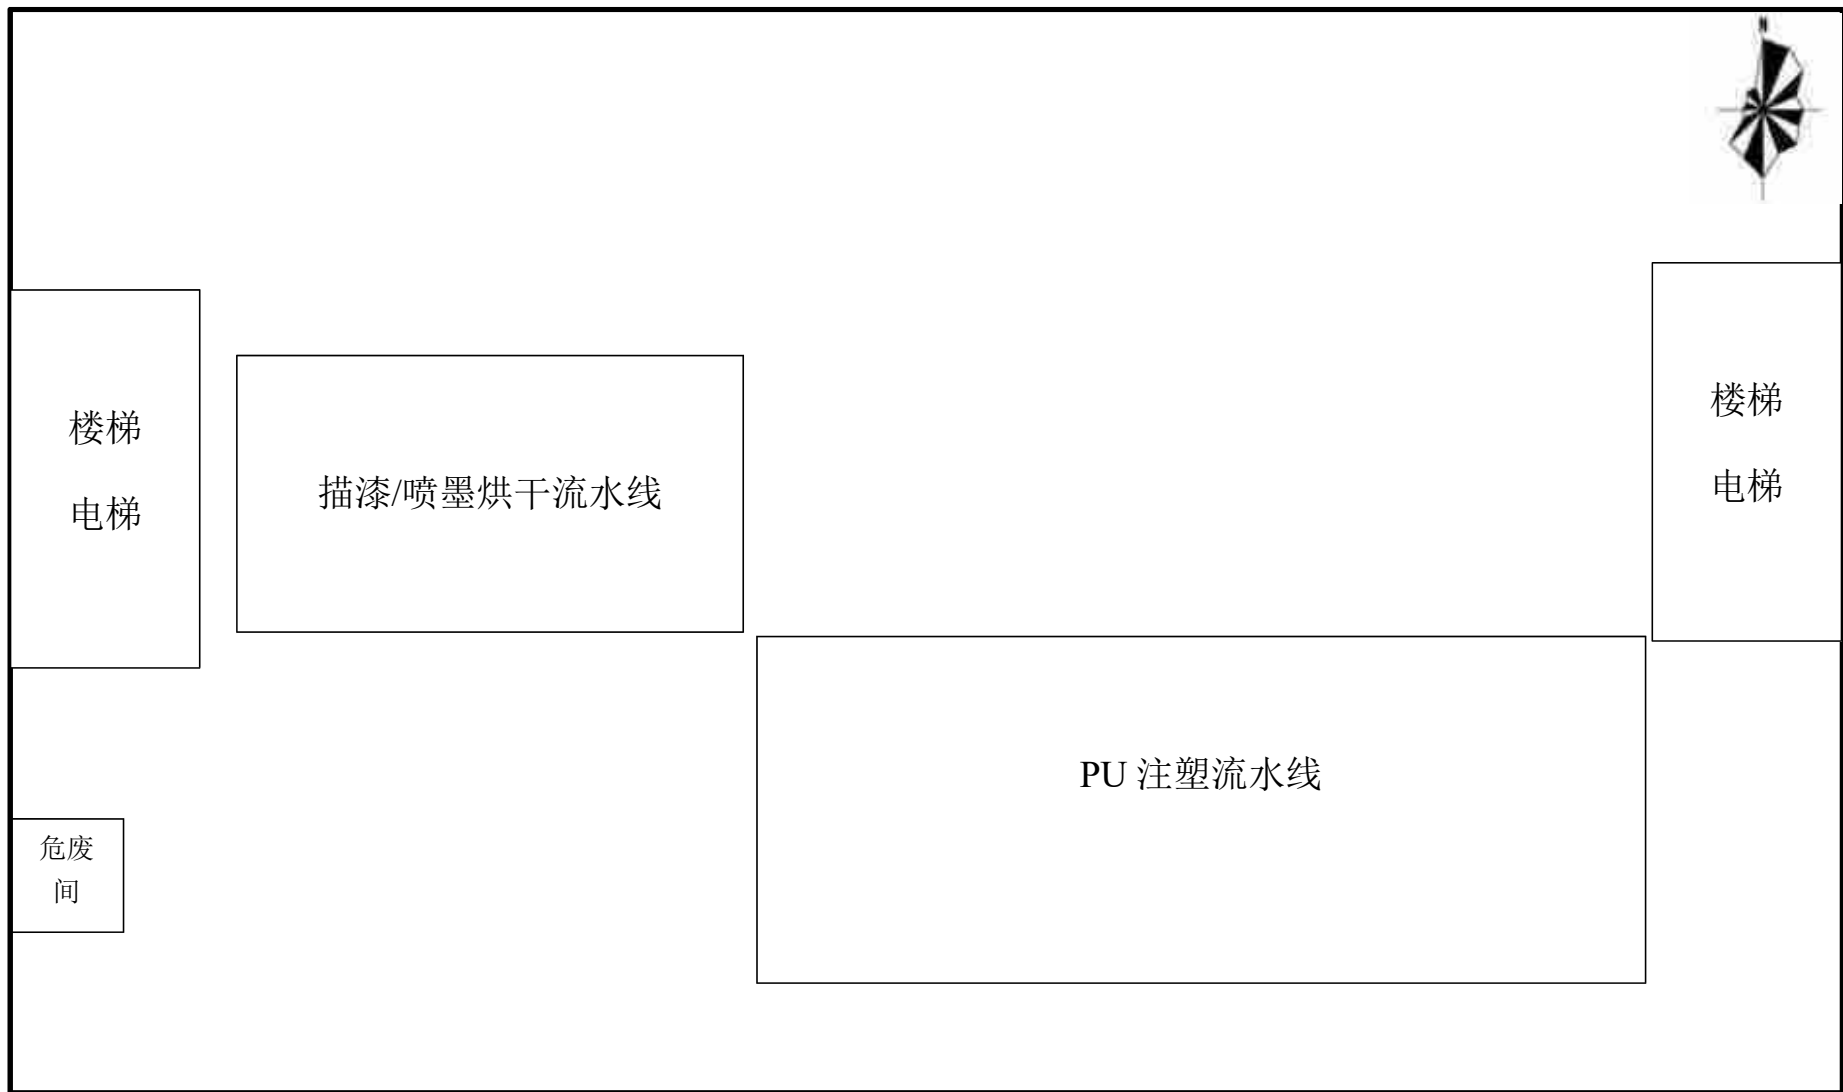 N
楼梯
电梯
描漆/喷墨烘干流水线
楼梯
电梯
PU 注塑流水线
危废
间